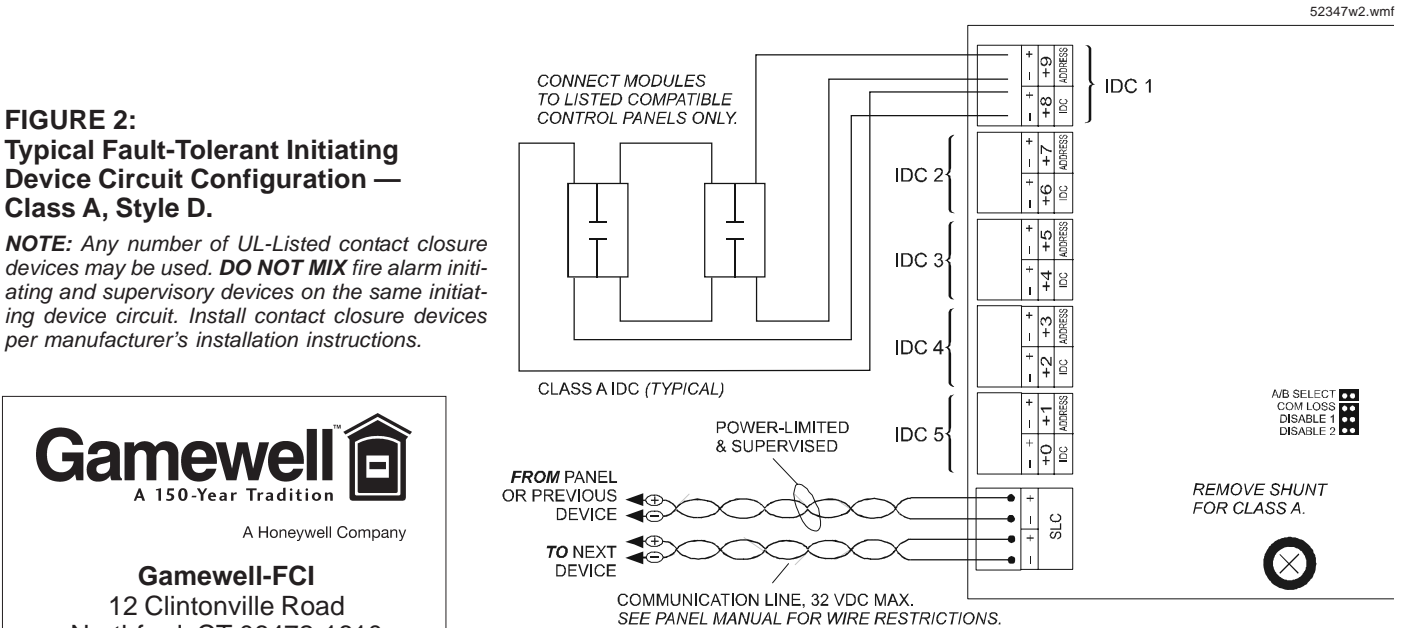 52347w2.wmf
FIGURE 2:
Typical Fault-Tolerant Initiating
Device Circuit Configuration —
Class A, Style D.
NOTE: Any number of UL-Listed contact closure
devices may be used. DO NOT MIX fire alarm initi-
ating and supervisory devices on the same initiat-
ing device circuit. Install contact closure devices
per manufacturer's installation instructions.
Gamewell™
A 150-Year Tradition
A Honeywell Company
Gamewell-FCI
12 Clintonville Road
CONNECT MODULES
TO LISTED COMPATIBLE
CONTROL PANELS ONLY.
CLASS A IDC (TYPICAL)
POWER-LIMITED
& SUPERVISED
FROM PANEL
OR PREVIOUS
DEVICE
+
–
TO NEXT
DEVICE
+
–
COMMUNICATION LINE, 32 VDC MAX.
SEE PANEL MANUAL FOR WIRE RESTRICTIONS.
IDC 1
+ – +9 ADDRESS
+ – +8 IDC
IDC 2
+ – +7 ADDRESS
+ – +6 IDC
IDC 3
+ – +5 ADDRESS
+ – +4 IDC
IDC 4
+ – +3 ADDRESS
+ – +2 IDC
IDC 5
+ – +1 ADDRESS
+ – +0 IDC
+ – + – SLC
A/B SELECT
COM LOSS
DISABLE 1
DISABLE 2
REMOVE SHUNT
FOR CLASS A.